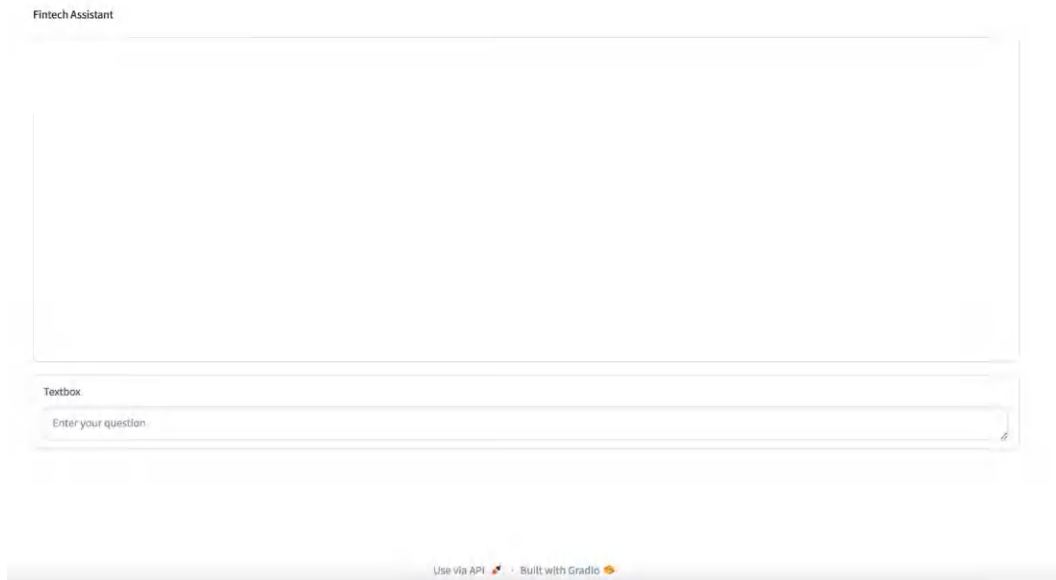 Fintech Assistant
Textbox
Enter your question
Use via API 🚀 · Built with Gradio